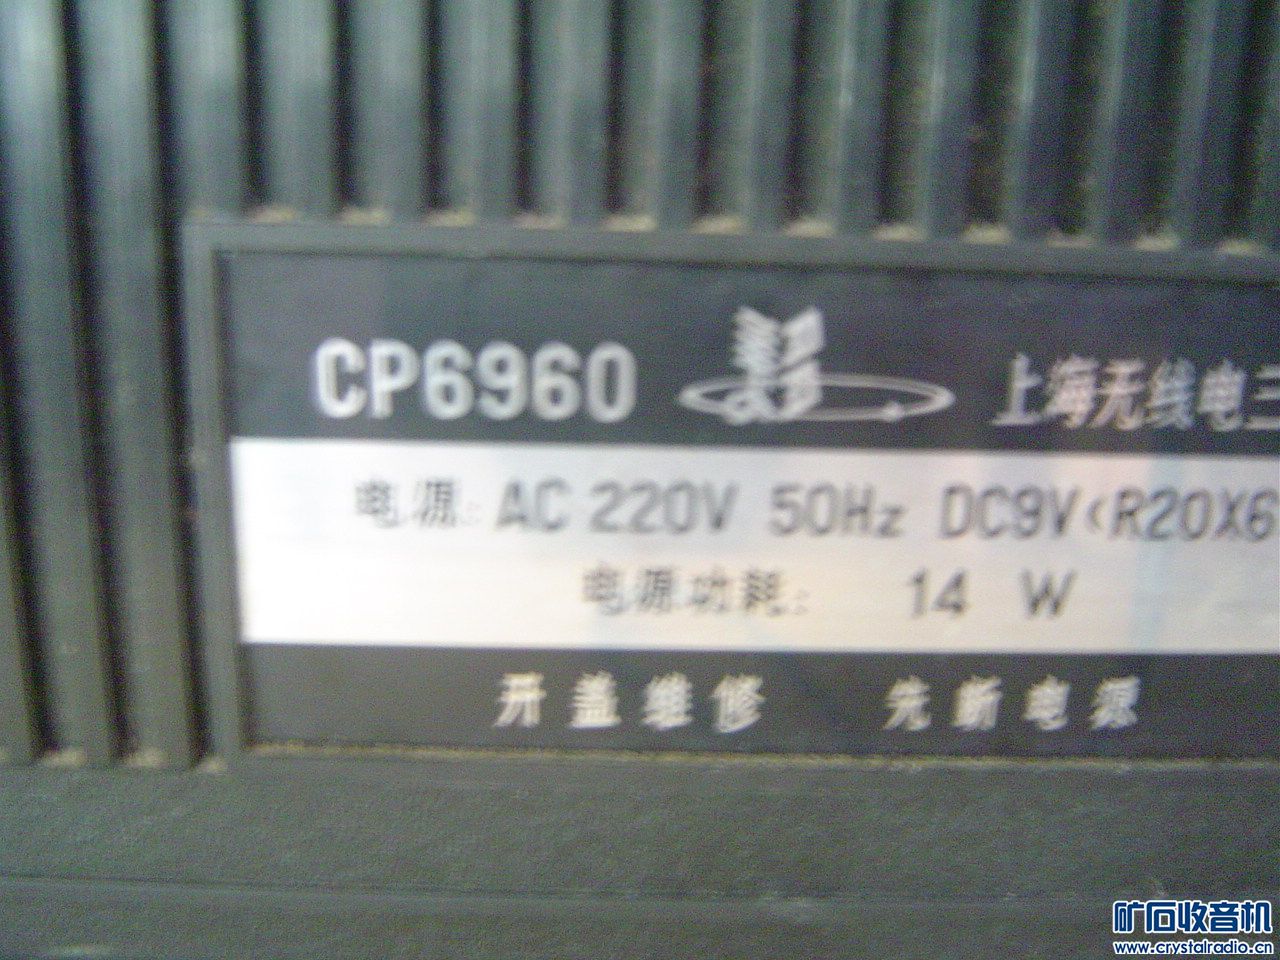 CP6960 上海无线电三
电源: AC 220V 50Hz DC9V(R20X6
电源功耗: 14 W
开盖维修 先断电源
矿石收音机
www.crystalradio.cn